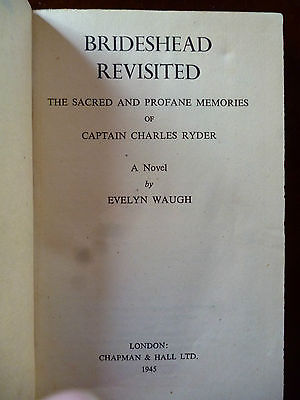 BRIDESHEAD
REVISITED
THE SACRED AND PROFANE MEMORIES
OF
CAPTAIN CHARLES RYDER
A Novel
by
EVELYN WAUGH
LONDON:
CHAPMAN & HALL LTD.
1945